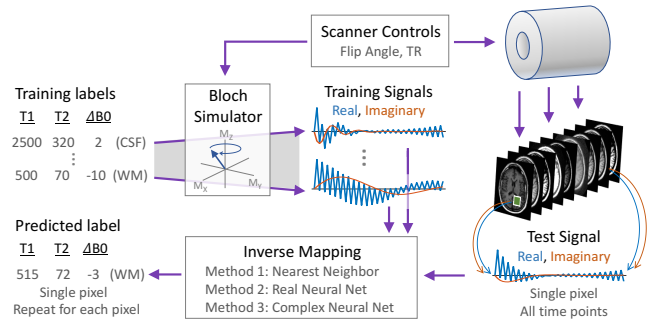 Scanner Controls
Flip Angle, TR
Training labels
T1 T2 ΔB0
2500 320 2 (CSF)
⋮
500 70 -10 (WM)
Bloch
Simulator
M_Z
M_X M_Y
Training Signals
Real, Imaginary
⋮
Predicted label
T1 T2 ΔB0
515 72 -3 (WM)
Single pixel
Repeat for each pixel
Inverse Mapping
Method 1: Nearest Neighbor
Method 2: Real Neural Net
Method 3: Complex Neural Net
Test Signal
Real, Imaginary
Single pixel
All time points